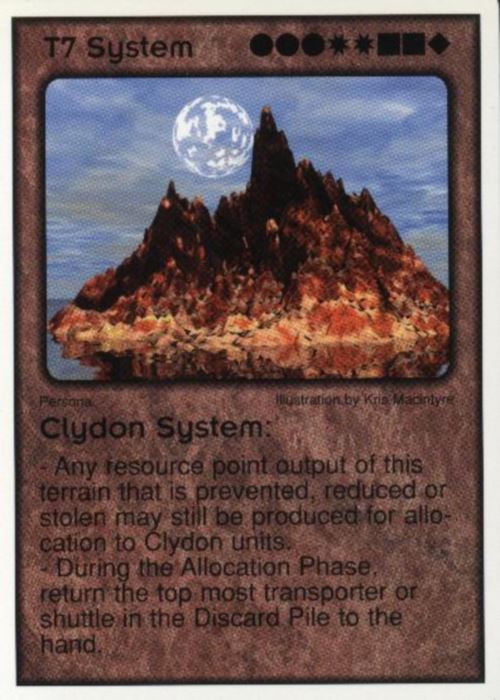 T7 System
Persona
Illustration by Kris MacIntyre
Clydon System:
- Any resource point output of this
terrain that is prevented, reduced or
stolen may still be produced for allo-
cation to Clydon units.
- During the Allocation Phase,
return the top most transporter or
shuttle in the Discard Pile to the
hand.